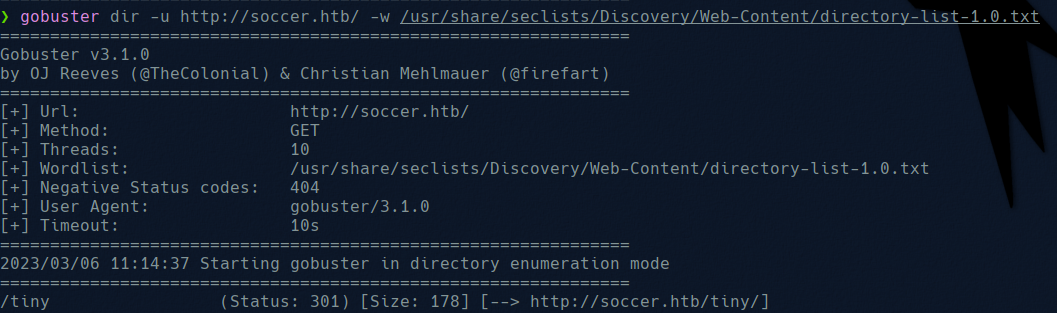 ❯ gobuster dir -u http://soccer.htb/ -w /usr/share/seclists/Discovery/Web-Content/directory-list-1.0.txt
===============================================================
Gobuster v3.1.0
by OJ Reeves (@TheColonial) & Christian Mehlmauer (@firefart)
===============================================================
[+] Url:                     http://soccer.htb/
[+] Method:                  GET
[+] Threads:                 10
[+] Wordlist:                /usr/share/seclists/Discovery/Web-Content/directory-list-1.0.txt
[+] Negative Status codes:   404
[+] User Agent:              gobuster/3.1.0
[+] Timeout:                 10s
===============================================================
2023/03/06 11:14:37 Starting gobuster in directory enumeration mode
===============================================================
/tiny                 (Status: 301) [Size: 178] [--> http://soccer.htb/tiny/]